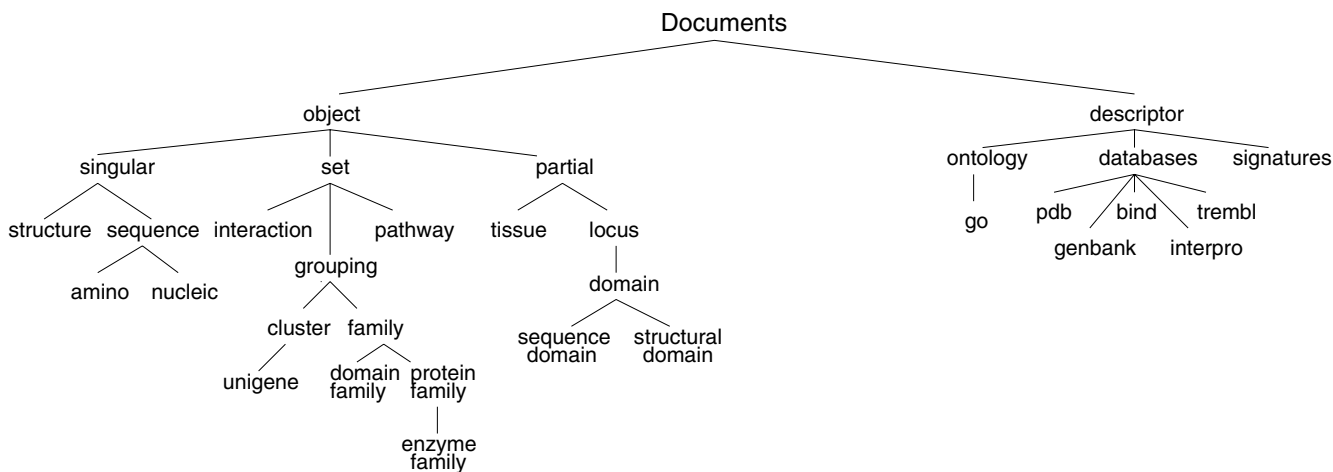 Documents
object
descriptor
singular
set
partial
ontology
databases
signatures
structure
sequence
interaction
pathway
tissue
locus
go
pdb
bind
trembl
genbank
interpro
grouping
amino
nucleic
domain
cluster
family
sequence
domain
structural
domain
unigene
domain
family
protein
family
enzyme
family